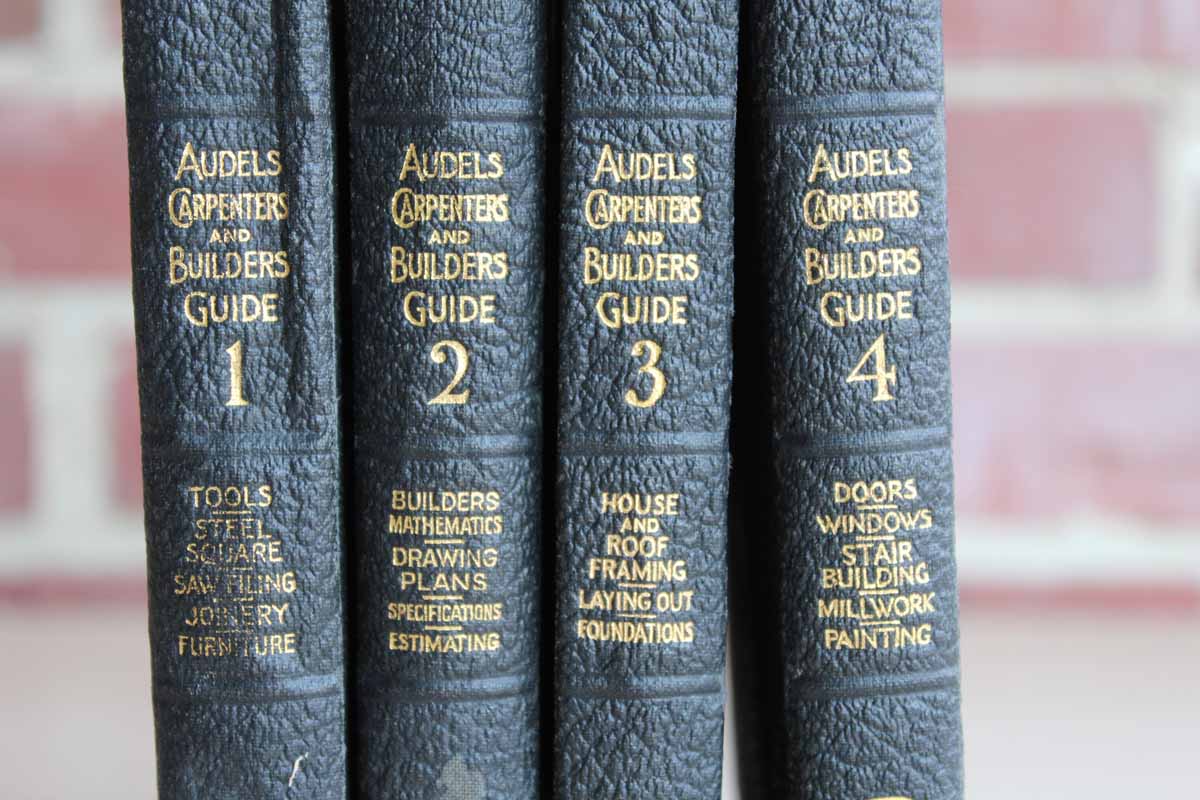 AUDELS
CARPENTERS
AND
BUILDERS
GUIDE
1
TOOLS
STEEL
SQUARE
SAW FILING
JOINERY
FURNITURE
AUDELS
CARPENTERS
AND
BUILDERS
GUIDE
2
BUILDERS
MATHEMATICS
DRAWING
PLANS
SPECIFICATIONS
ESTIMATING
AUDELS
CARPENTERS
AND
BUILDERS
GUIDE
3
HOUSE
AND
ROOF
FRAMING
LAYING OUT
FOUNDATIONS
AUDELS
CARPENTERS
AND
BUILDERS
GUIDE
4
DOORS
WINDOWS
STAIR
BUILDING
MILLWORK
PAINTING